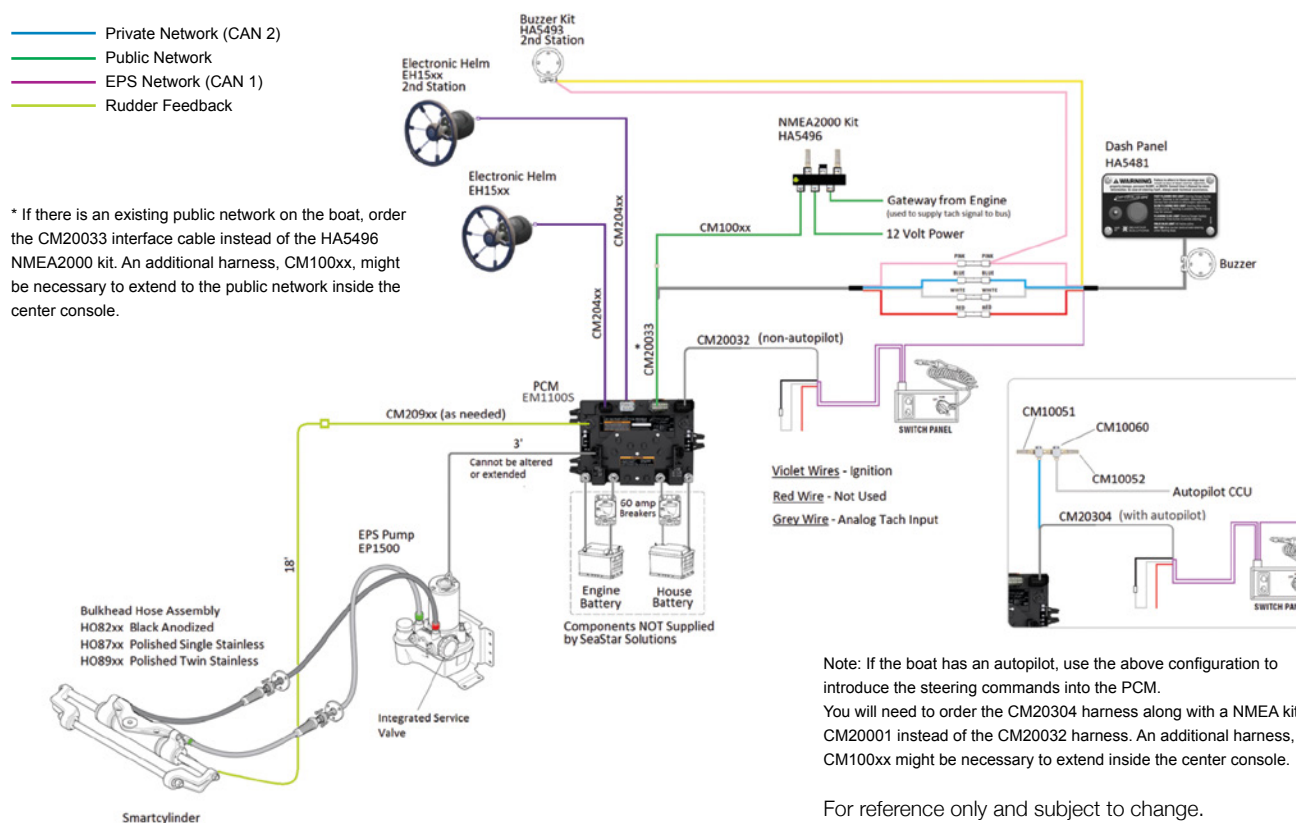 Private Network (CAN 2)
Public Network
EPS Network (CAN 1)
Rudder Feedback
* If there is an existing public network on the boat, order
the CM20033 interface cable instead of the HA5496
NMEA2000 kit. An additional harness, CM100xx, might
be necessary to extend to the public network inside the
center console.
Buzzer Kit
HA5493
2nd Station
Electronic Helm
EH15xx
2nd Station
Electronic Helm
EH15xx
NMEA2000 Kit
HA5496
Gateway from Engine
(used to supply tach signal to bus)
12 Volt Power
CM100xx
Dash Panel
HA5481
WARNING
Buzzer
PINK PINK
BLUE BLUE
WHITE WHITE
RED RED
CM204xx
CM204xx
* CM20033
CM20032 (non-autopilot)
SWITCH PANEL
PCM
EM1100S
CM209xx (as needed)
3'
Cannot be altered
or extended
60 amp
Breakers
Engine
Battery
House
Battery
Components NOT Supplied
by SeaStar Solutions
Violet Wires - Ignition
Red Wire - Not Used
Grey Wire - Analog Tach Input
CM10051
CM10060
CM10052
Autopilot CCU
CM20304 (with autopilot)
SWITCH PA
EPS Pump
EP1500
18'
Bulkhead Hose Assembly
HO82xx Black Anodized
HO87xx Polished Single Stainless
HO89xx Polished Twin Stainless
Integrated Service
Valve
Smartcylinder
Note: If the boat has an autopilot, use the above configuration to
introduce the steering commands into the PCM.
You will need to order the CM20304 harness along with a NMEA kit
CM20001 instead of the CM20032 harness. An additional harness,
CM100xx might be necessary to extend inside the center console.
For reference only and subject to change.